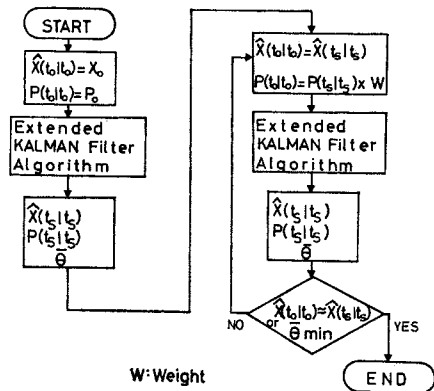 START
X̂(t₀|t₀)=X₀
P(t₀|t₀)=P₀
Extended
KALMAN Filter
Algorithm
X̂(tₛ|tₛ)
P(tₛ|tₛ)
Θ̄
X̂(t₀|t₀)=X̂(tₛ|tₛ)
P(t₀|t₀)=P(tₛ|tₛ)x W
Extended
KALMAN Filter
Algorithm
X̂(tₛ|tₛ)
P(tₛ|tₛ)
Θ̄
X̂(t₀|t₀)≈X̂(tₛ|tₛ)
or
Θ̄ min
NO
YES
W:Weight
END